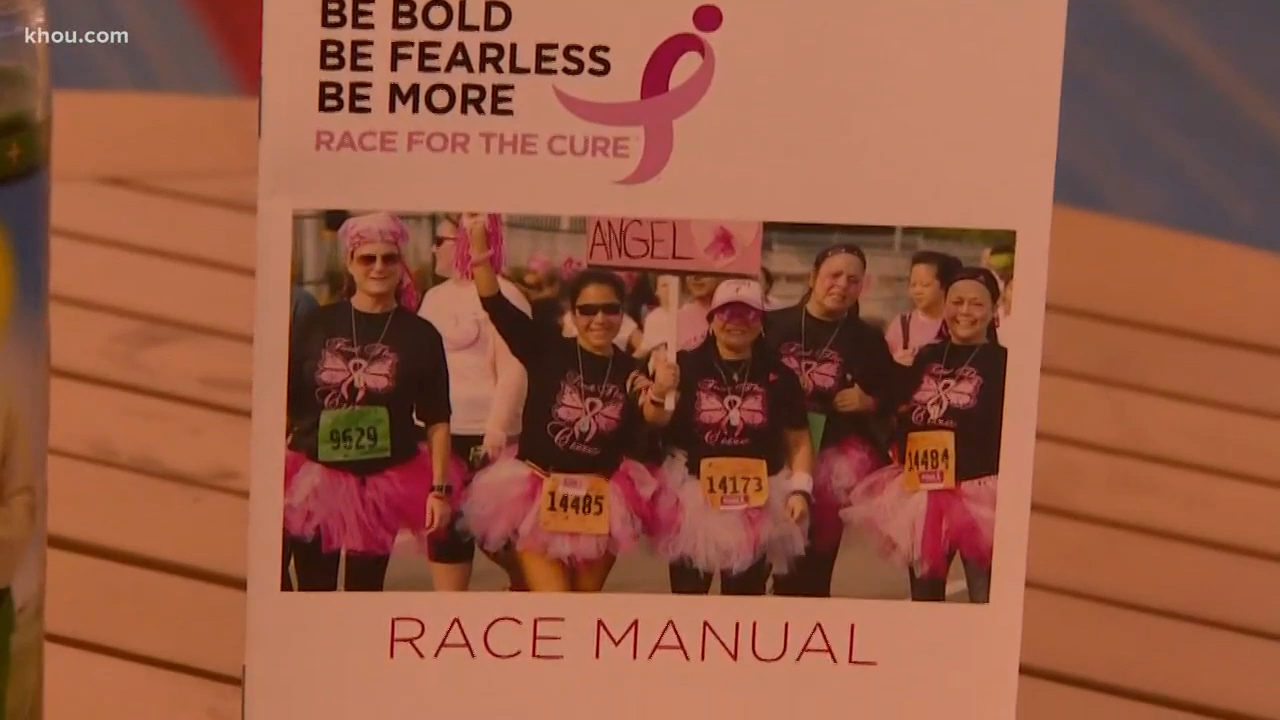 khou.com
BE BOLD
BE FEARLESS
BE MORE
RACE FOR THE CURE
ANGEL
9629
14485
14173
14484
RACE MANUAL